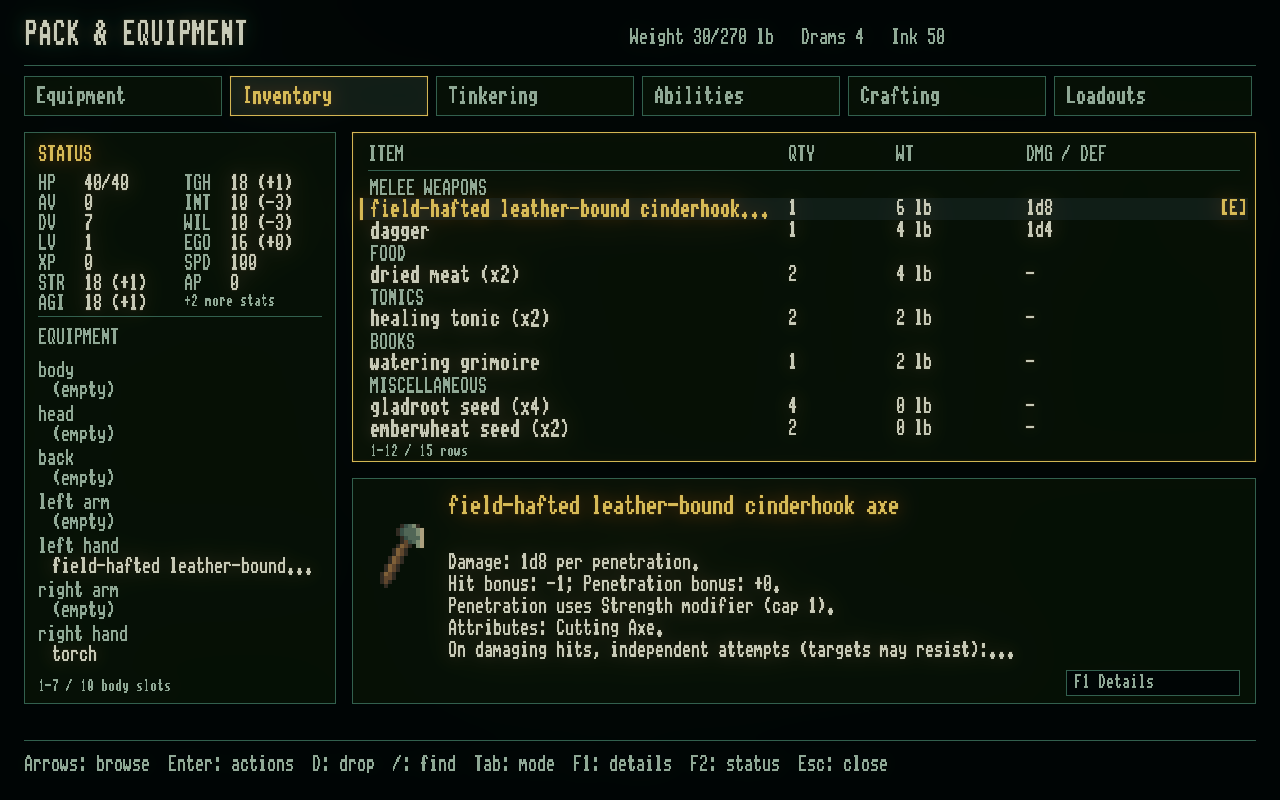 PACK & EQUIPMENT
Weight 30/270 lb Drams 4 Ink 50
Equipment Inventory Tinkering Abilities Crafting Loadouts
STATUS
HP 40/40 TGH 18 (+1)
AV 0 INT 10 (-3)
DV 7 WIL 10 (-3)
LV 1 EGO 16 (+0)
XP 0 SPD 100
STR 18 (+1) AP 0
AGI 18 (+1) +2 more stats
EQUIPMENT
body
(empty)
head
(empty)
back
(empty)
left arm
(empty)
left hand
field-hafted leather-bound...
right arm
(empty)
right hand
torch
1-7 / 10 body slots
ITEM QTY WT DMG / DEF
MELEE WEAPONS
field-hafted leather-bound cinderhook... 1 6 lb 1d8 [E]
dagger 1 4 lb 1d4
FOOD
dried meat (x2) 2 4 lb -
TONICS
healing tonic (x2) 2 2 lb -
BOOKS
watering grimoire 1 2 lb -
MISCELLANEOUS
gladroot seed (x4) 4 0 lb -
emberwheat seed (x2) 2 0 lb -
1-12 / 15 rows
field-hafted leather-bound cinderhook axe
Damage: 1d8 per penetration.
Hit bonus: -1; Penetration bonus: +0.
Penetration uses Strength modifier (cap 1).
Attributes: Cutting Axe.
On damaging hits, independent attempts (targets may resist):...
F1 Details
Arrows: browse Enter: actions D: drop /: find Tab: mode F1: details F2: status Esc: close